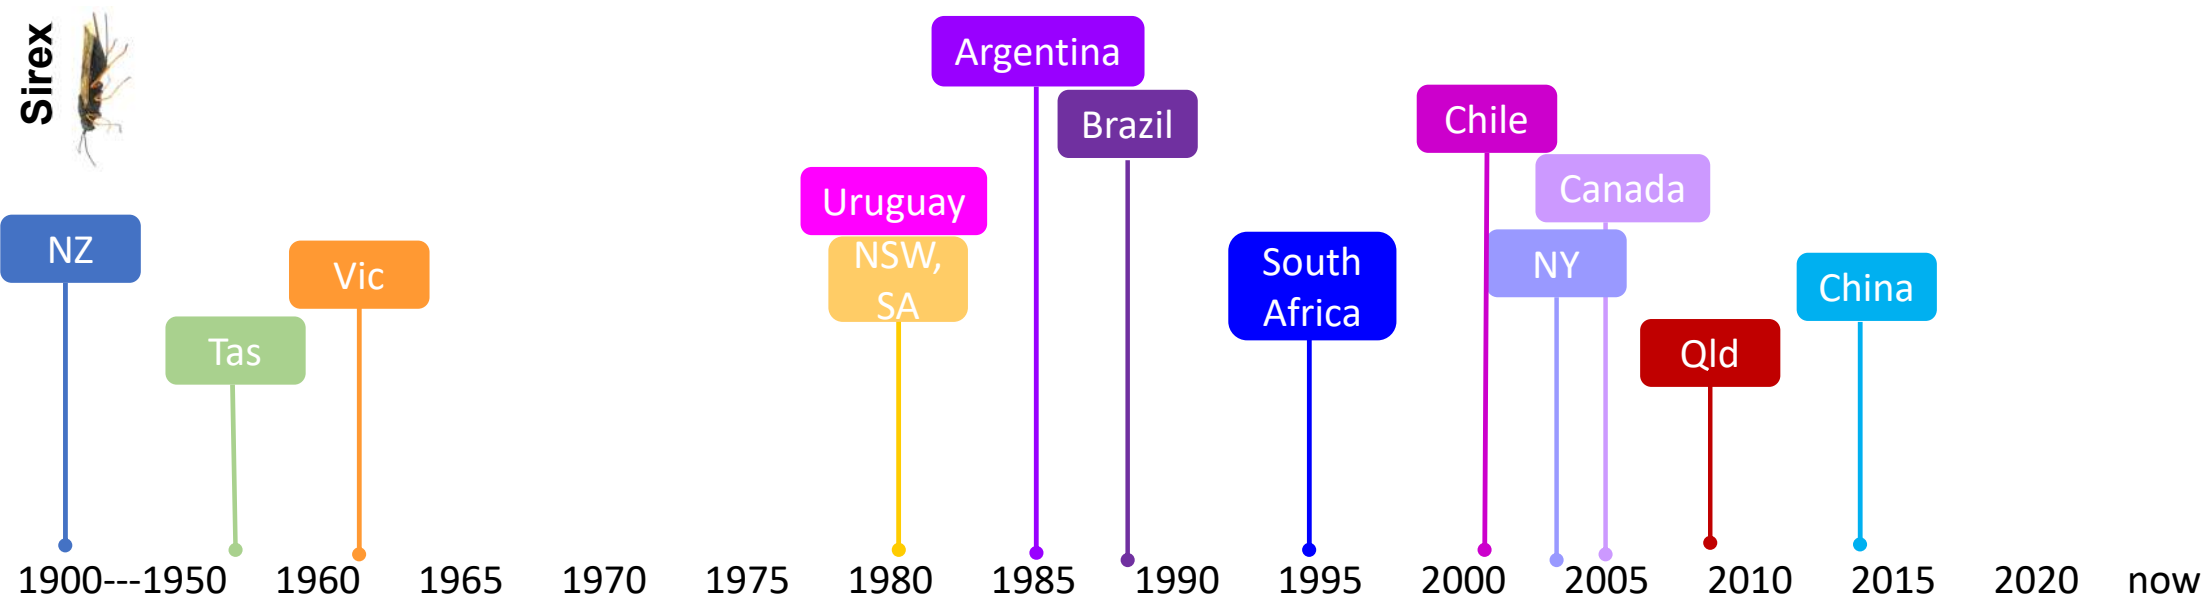 Sirex
Argentina
Brazil
Chile
Canada
Uruguay
NZ
Vic
NSW,
SA
South
Africa
NY
China
Tas
Qld
1900---1950 1960 1965 1970 1975 1980 1985 1990 1995 2000 2005 2010 2015 2020 now